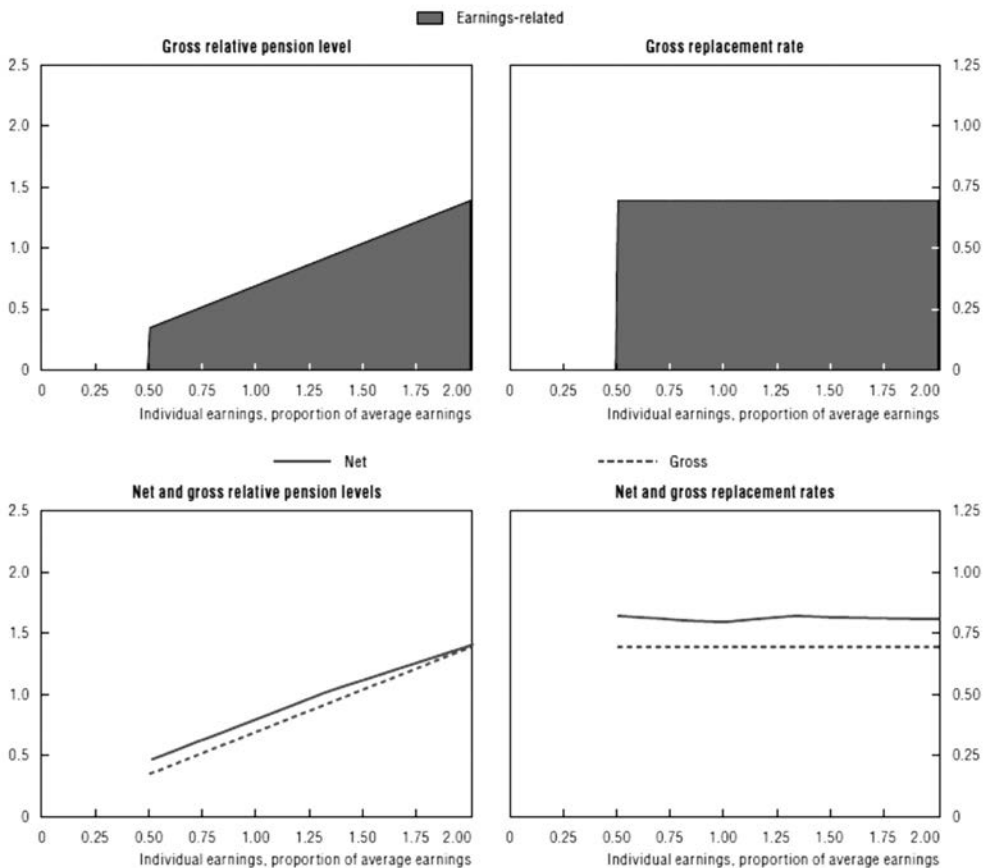 Earnings-related
Gross relative pension level
Gross replacement rate
2.5
2.0
1.5
1.0
0.5
0
0 0.25 0.50 0.75 1.00 1.25 1.50 1.75 2.00
Individual earnings, proportion of average earnings
1.25
1.00
0.75
0.50
0.25
0
0 0.25 0.50 0.75 1.00 1.25 1.50 1.75 2.00
Individual earnings, proportion of average earnings
Net
Gross
Net and gross relative pension levels
Net and gross replacement rates
2.5
2.0
1.5
1.0
0.5
0
0 0.25 0.50 0.75 1.00 1.25 1.50 1.75 2.00
Individual earnings, proportion of average earnings
1.25
1.00
0.75
0.50
0.25
0
0 0.25 0.50 0.75 1.00 1.25 1.50 1.75 2.00
Individual earnings, proportion of average earnings